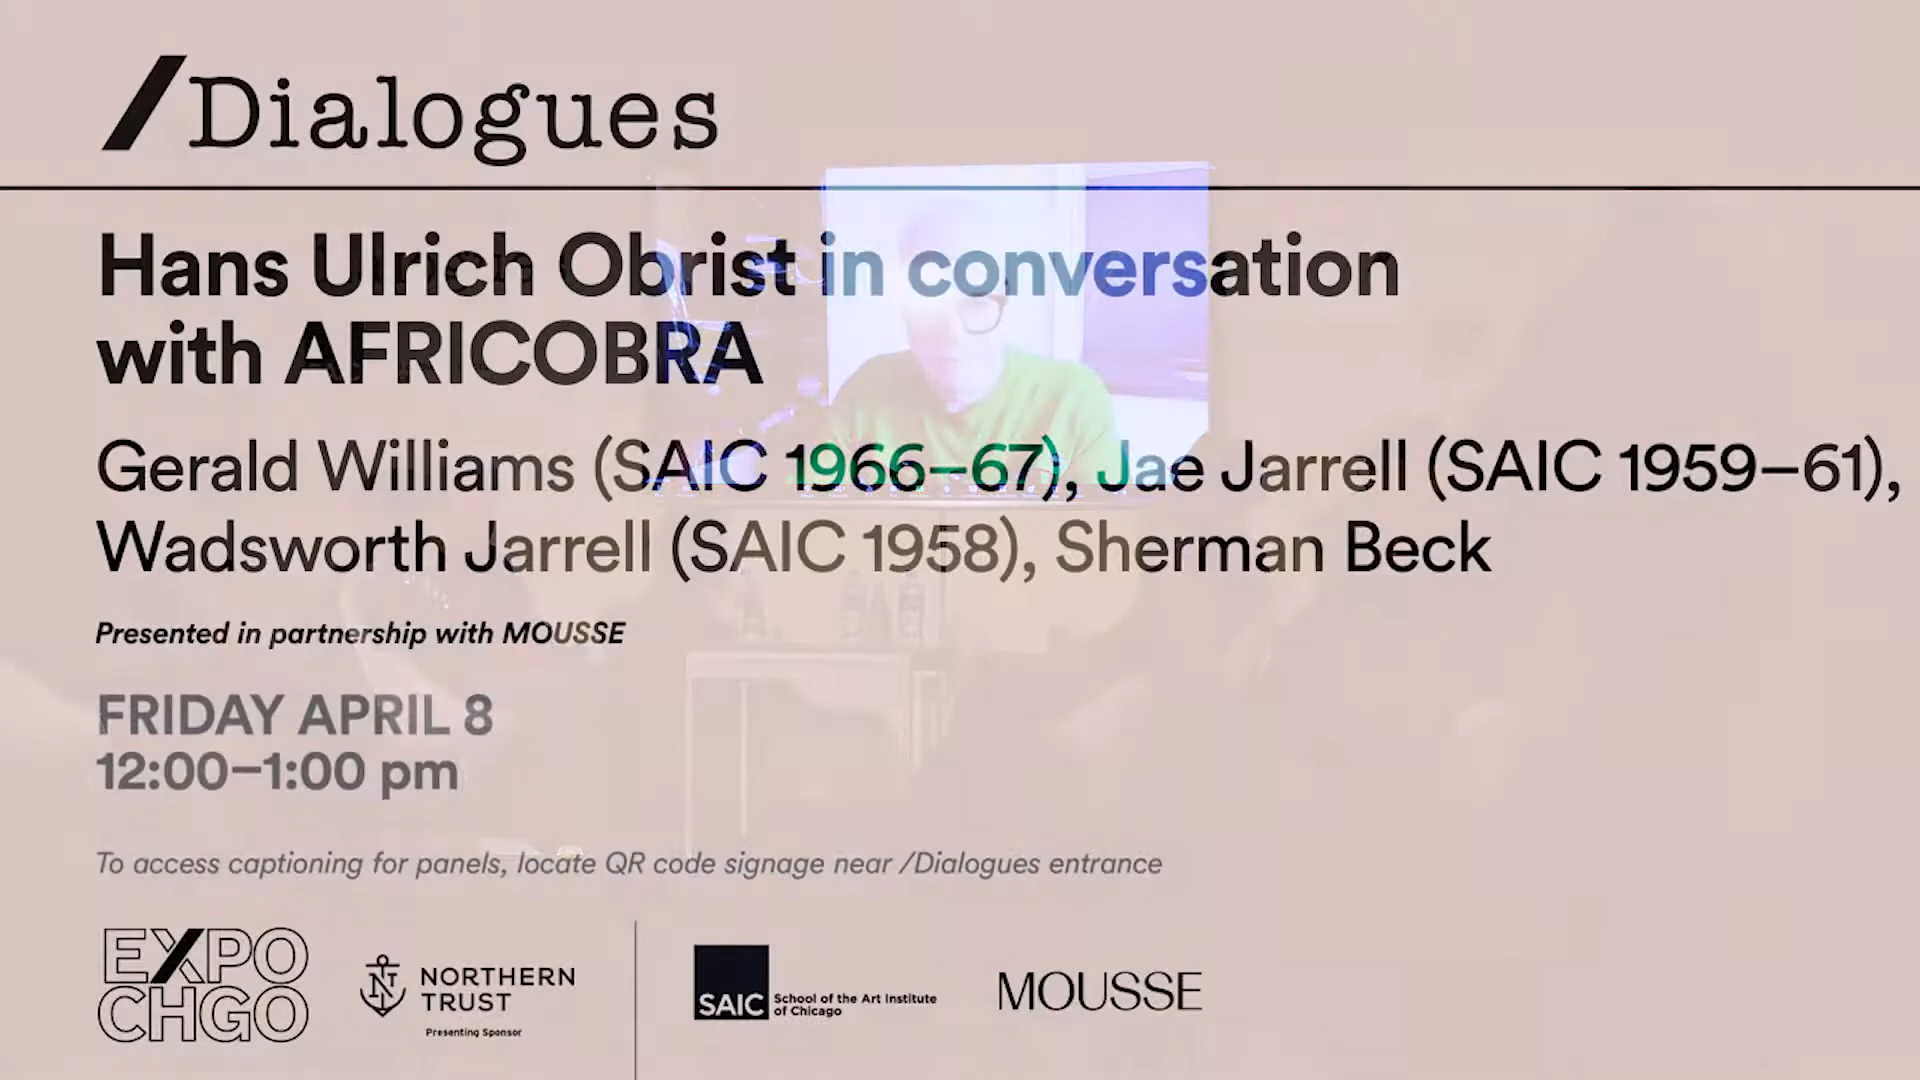 /Dialogues
Hans Ulrich Obrist in conversation
with AFRICOBRA
Gerald Williams (SAIC 1966–67), Jae Jarrell (SAIC 1959–61),
Wadsworth Jarrell (SAIC 1958), Sherman Beck
Presented in partnership with MOUSSE
FRIDAY APRIL 8
12:00–1:00 pm
To access captioning for panels, locate QR code signage near /Dialogues entrance
EXPO
CHGO
NORTHERN
TRUST
Presenting Sponsor
SAIC School of the Art Institute
of Chicago
MOUSSE